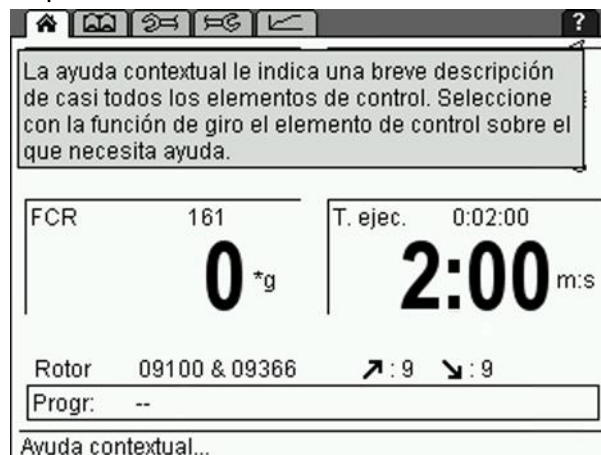 ?
La ayuda contextual le indica una breve descripción
de casi todos los elementos de control. Seleccione
con la función de giro el elemento de control sobre el
que necesita ayuda.
FCR 161 T. ejec. 0:02:00
0 *g 2:00 m:s
Rotor 09100 & 09366 ↗ : 9 ↘ : 9
Progr: --
Ayuda contextual...